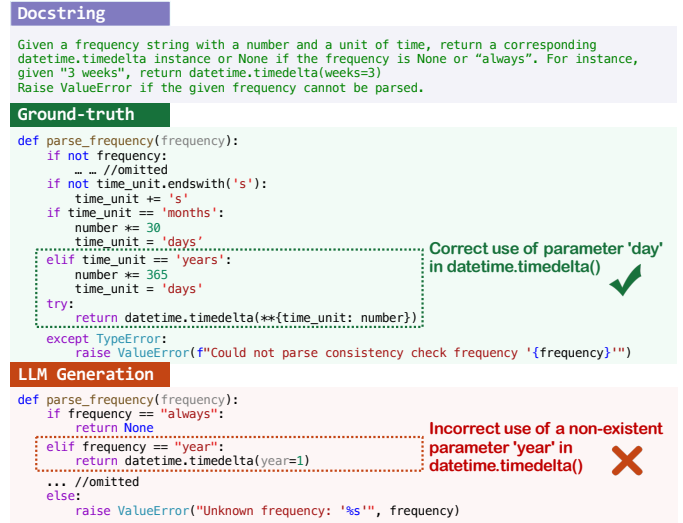 Docstring
Given a frequency string with a number and a unit of time, return a corresponding
datetime.timedelta instance or None if the frequency is None or “always”. For instance,
given "3 weeks", return datetime.timedelta(weeks=3)
Raise ValueError if the given frequency cannot be parsed.
Ground-truth
def parse_frequency(frequency):
    if not frequency:
        … … //omitted
    if not time_unit.endswith('s'):
        time_unit += 's'
    if time_unit == 'months':
        number *= 30
        time_unit = 'days’
    elif time_unit == 'years':
        number *= 365
        time_unit = 'days'
    try:
        return datetime.timedelta(**{time_unit: number})
    except TypeError:
        raise ValueError(f"Could not parse consistency check frequency '{frequency}'")
Correct use of parameter 'day'
in datetime.timedelta()
LLM Generation
def parse_frequency(frequency):
    if frequency == "always":
        return None
    elif frequency == "year":
        return datetime.timedelta(year=1)
    ... //omitted
    else:
        raise ValueError("Unknown frequency: '%s'", frequency)
Incorrect use of a non-existent
parameter 'year' in
datetime.timedelta()